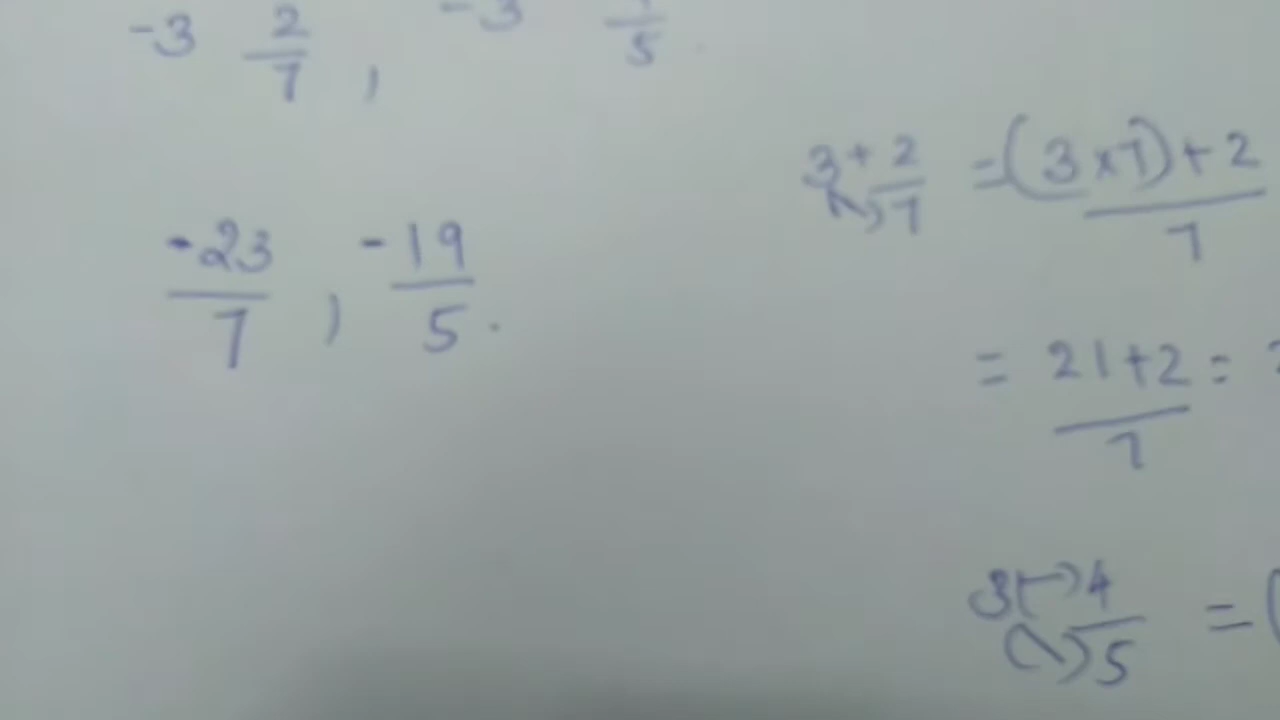 -3 2/7 , -3 /5
3 + 2/7 = (3 x 7) + 2 / 7
-23/7 , -19/5 .
= 21 + 2 / 7 =
3 4/5 = (